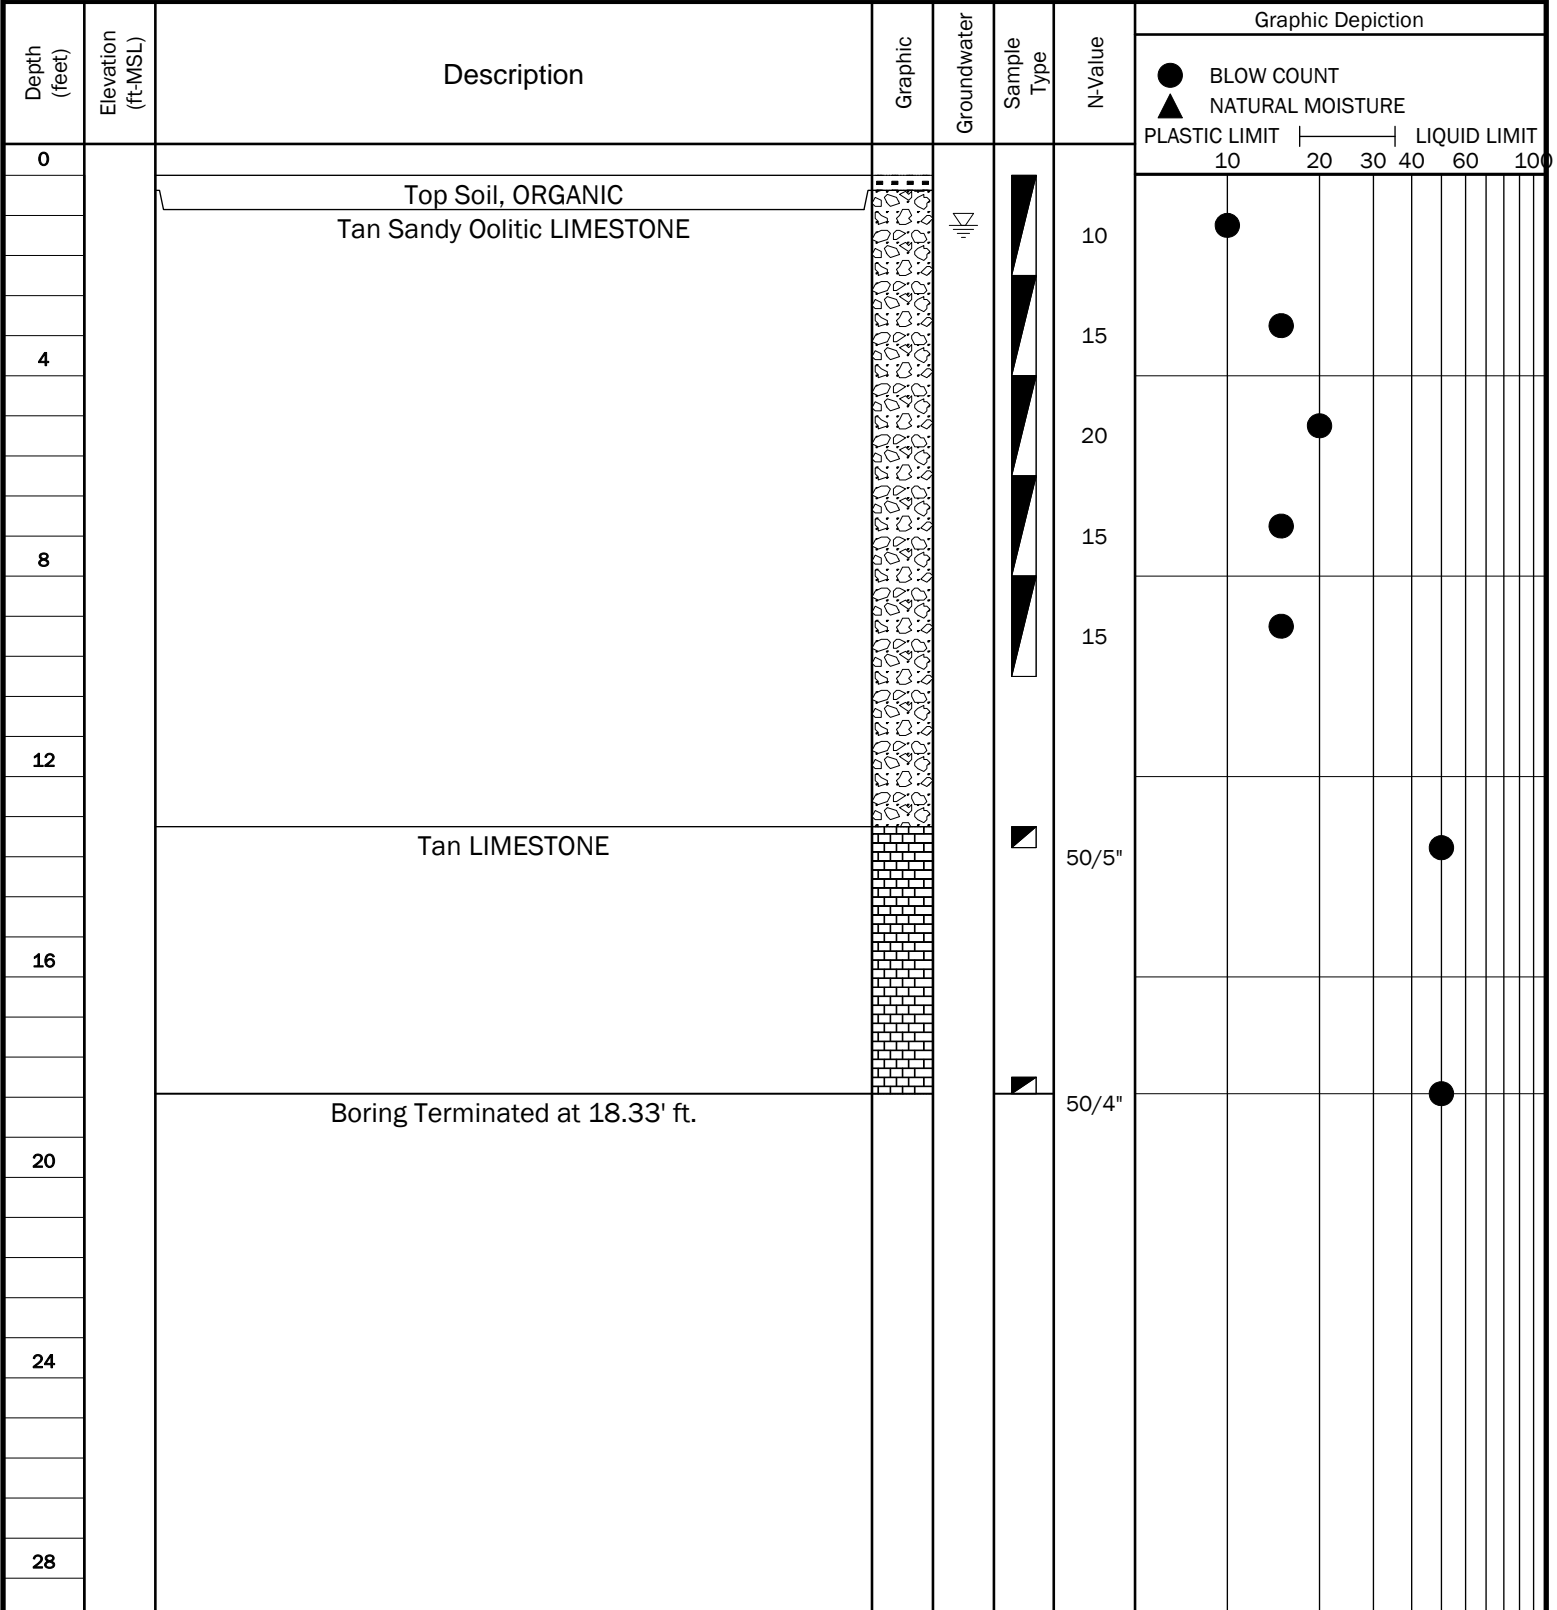 Depth
(feet)
Elevation
(ft-MSL)
Description
Graphic
Groundwater
Sample
Type
N-Value
Graphic Depiction
BLOW COUNT
NATURAL MOISTURE
PLASTIC LIMIT LIQUID LIMIT
10 20 30 40 60 100
0
Top Soil, ORGANIC
Tan Sandy Oolitic LIMESTONE
10
15
4
20
15
8
15
12
Tan LIMESTONE
50/5"
16
50/4"
Boring Terminated at 18.33' ft.
20
24
28